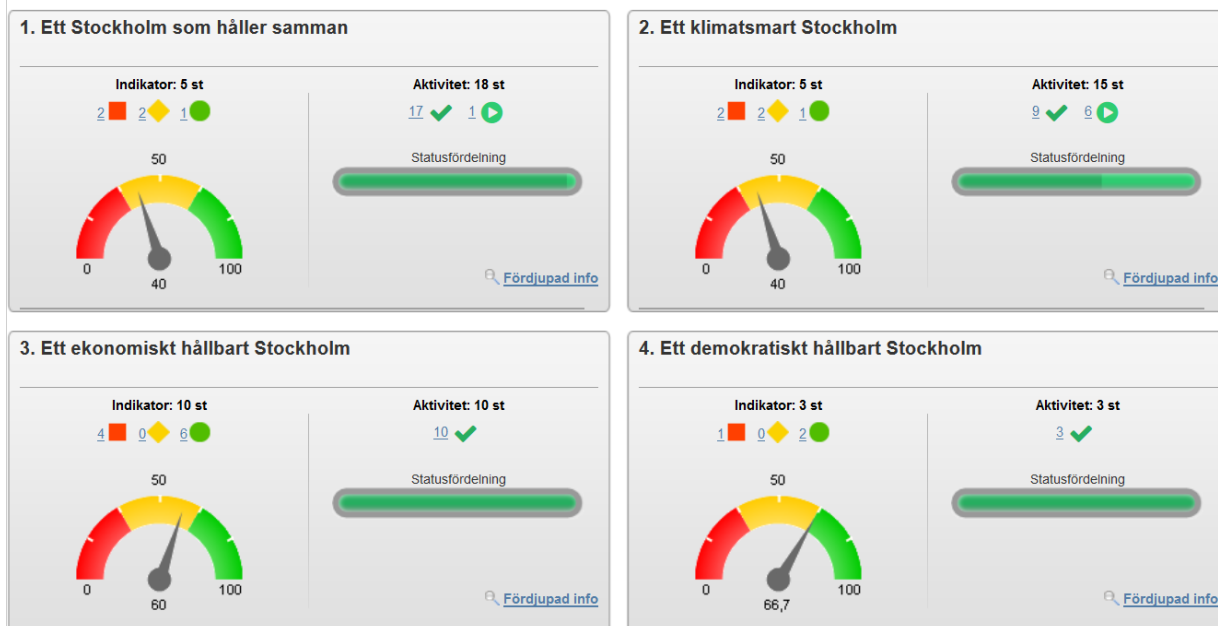 1. Ett Stockholm som håller samman
Indikator: 5 st
2 2 1
50
0 100
40
Aktivitet: 18 st
17 1
Statusfördelning
Fördjupad info
2. Ett klimatsmart Stockholm
Indikator: 5 st
2 2 1
50
0 100
40
Aktivitet: 15 st
9 6
Statusfördelning
Fördjupad info
3. Ett ekonomiskt hållbart Stockholm
Indikator: 10 st
4 0 6
50
0 100
60
Aktivitet: 10 st
10
Statusfördelning
Fördjupad info
4. Ett demokratiskt hållbart Stockholm
Indikator: 3 st
1 0 2
50
0 100
66,7
Aktivitet: 3 st
3
Statusfördelning
Fördjupad info